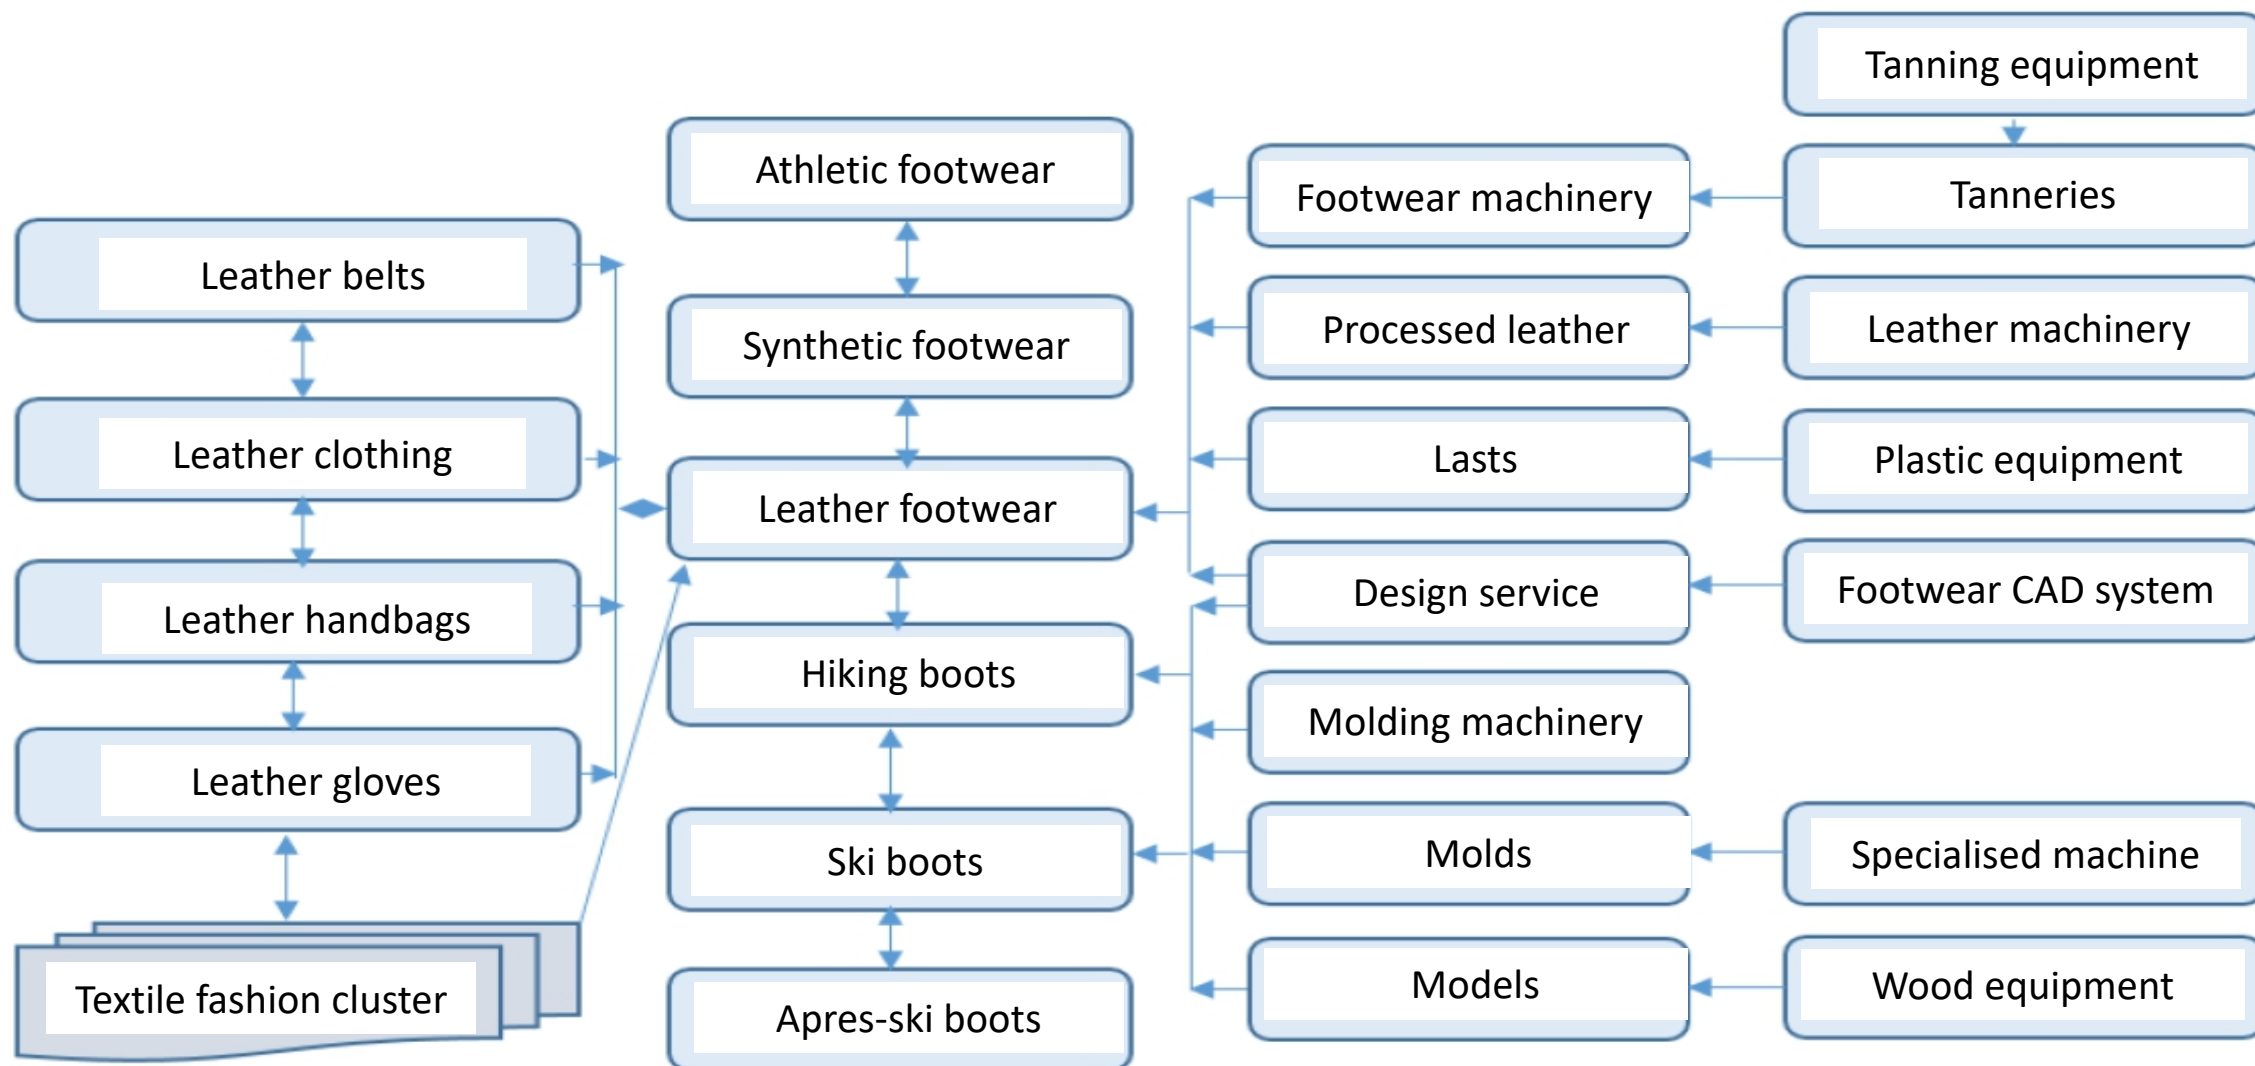 Leather belts
Leather clothing
Leather handbags
Leather gloves
Textile fashion cluster
Athletic footwear
Synthetic footwear
Leather footwear
Hiking boots
Ski boots
Apres-ski boots
Footwear machinery
Processed leather
Lasts
Design service
Molding machinery
Molds
Models
Tanning equipment
Tanneries
Leather machinery
Plastic equipment
Footwear CAD system
Specialised machine
Wood equipment